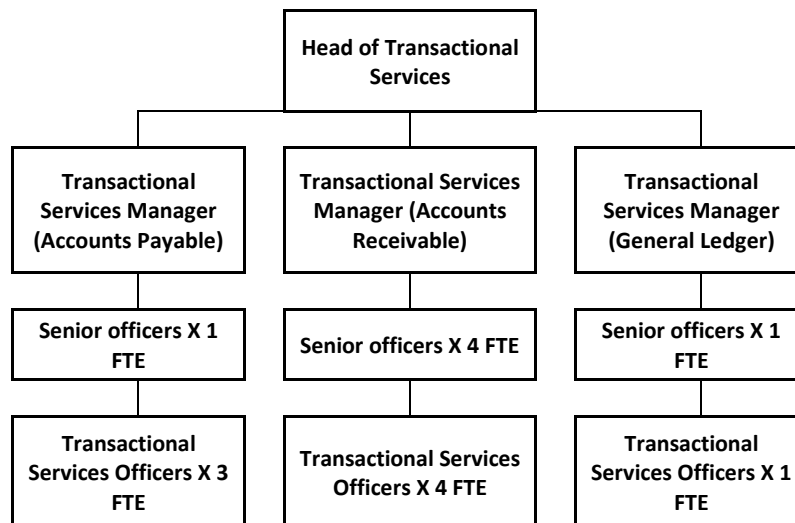 Head of Transactional
Services
Transactional
Services Manager
(Accounts Payable)
Transactional Services
Manager (Accounts
Receivable)
Transactional
Services Manager
(General Ledger)
Senior officers X 1
FTE
Senior officers X 4 FTE
Senior officers X 1
FTE
Transactional
Services Officers X 3
FTE
Transactional Services
Officers X 4 FTE
Transactional
Services Officers X 1
FTE